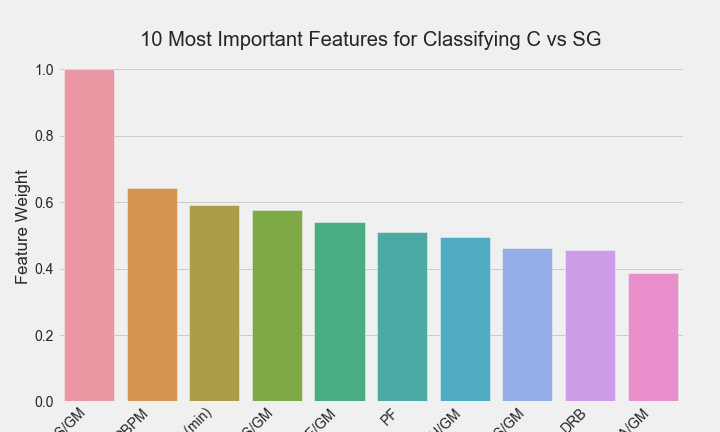 10 Most Important Features for Classifying C vs SG
Feature Weight
1.0
0.8
0.6
0.4
0.2
0.0
S/GM
BPM
(min)
S/GM
/GM
PF
/GM
S/GM
DRB
/GM